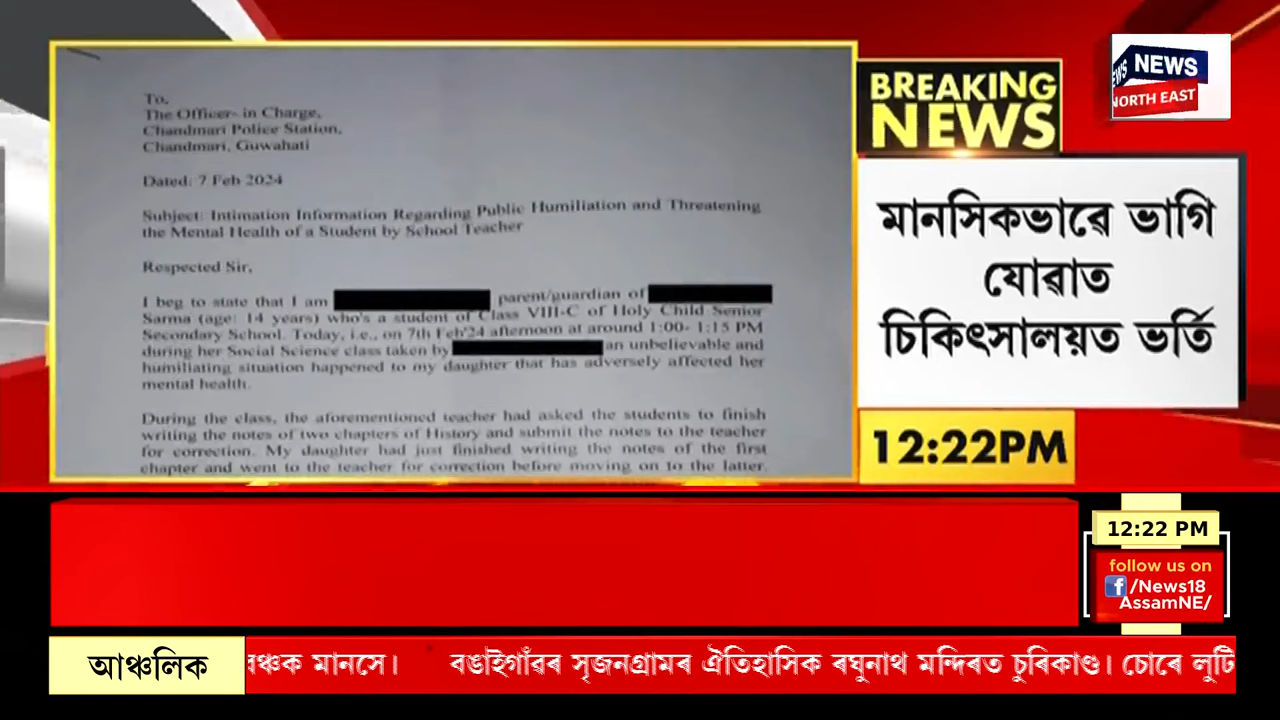 To,
The Officer- in Charge,
Chandmari Police Station,
Chandmari, Guwahati
Dated: 7 Feb 2024
Subject: Intimation Information Regarding Public Humiliation and Threatening
the Mental Health of a Student by School Teacher
Respected Sir,
I beg to state that I am parent/guardian of
Sarma (age: 14 years) who's a student of Class VIII-C of Holy Child Senior
Secondary School. Today, i.e., on 7th Feb'24 afternoon at around 1:00- 1:15 PM
during her Social Science class taken by an unbelievable and
humiliating situation happened to my daughter that has adversely affected her
mental health.
During the class, the aforementioned teacher had asked the students to finish
writing the notes of two chapters of History and submit the notes to the teacher
for correction. My daughter had just finished writing the notes of the first
chapter and went to the teacher for correction before moving on to the latter.
BREAKING
NEWS
NEWS
NORTH EAST
মানসিকভাৱে ভাগি
যোৱাত
চিকিৎসালয়ত ভৰ্তি
12:22PM
12:22 PM
follow us on
/News18
AssamNE/
আঞ্চলিক
মানসে। বঙাইগাঁৱৰ সৃজনগ্ৰামৰ ঐতিহাসিক ৰঘুনাথ মন্দিৰত চুৰিকাণ্ড। চোৰে লুটি